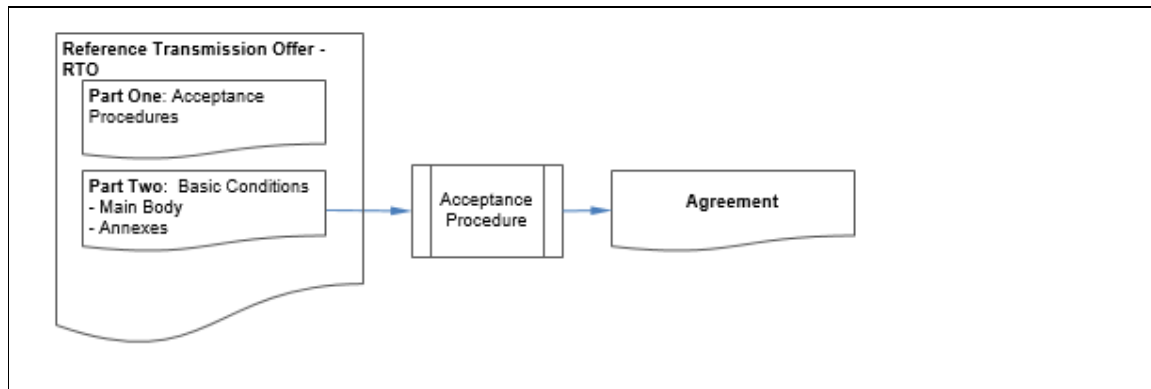 Reference Transmission Offer -
RTO
Part One: Acceptance
Procedures
Part Two:  Basic Conditions
- Main Body
- Annexes
Acceptance
Procedure
Agreement